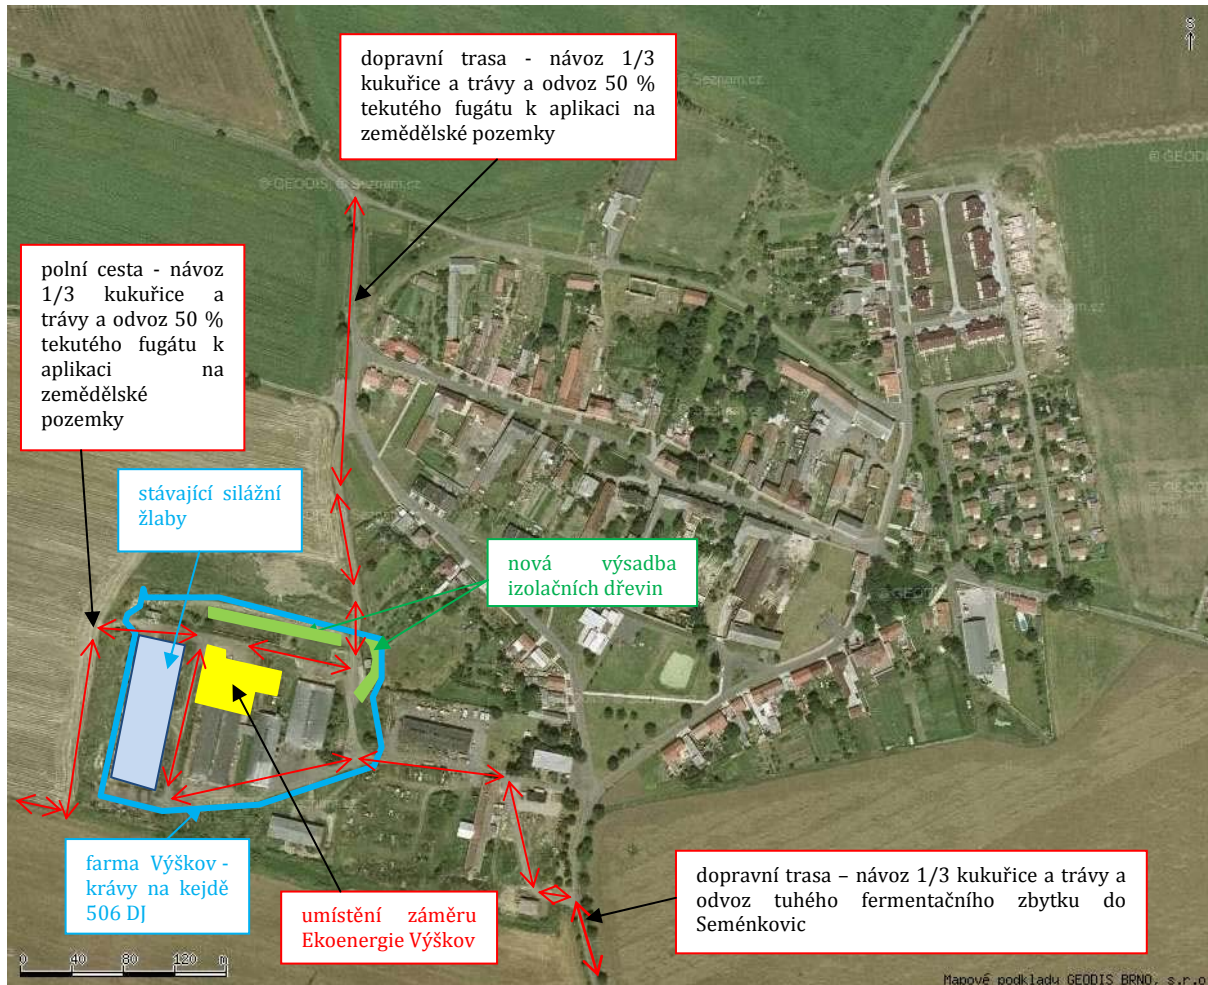 S
dopravní trasa - návoz 1/3
kukuřice a trávy a odvoz 50 %
tekutého fugátu k aplikaci na
zemědělské pozemky
© Seznam.cz
© GEODIS, © Seznam.cz
polní cesta - návoz
1/3 kukuřice a
trávy a odvoz 50 %
tekutého fugátu k
aplikaci na
zemědělské
pozemky
stávající silážní
žlaby
nová výsadba
izolačních dřevin
farma Výškov -
krávy na kejdě
506 DJ
umístění záměru
Ekoenergie Výškov
dopravní trasa – návoz 1/3 kukuřice a trávy a
odvoz tuhého fermentačního zbytku do
Seménkovic
0 40 80 120 m
Mapové podklady GEODIS BRNO, s.r.o